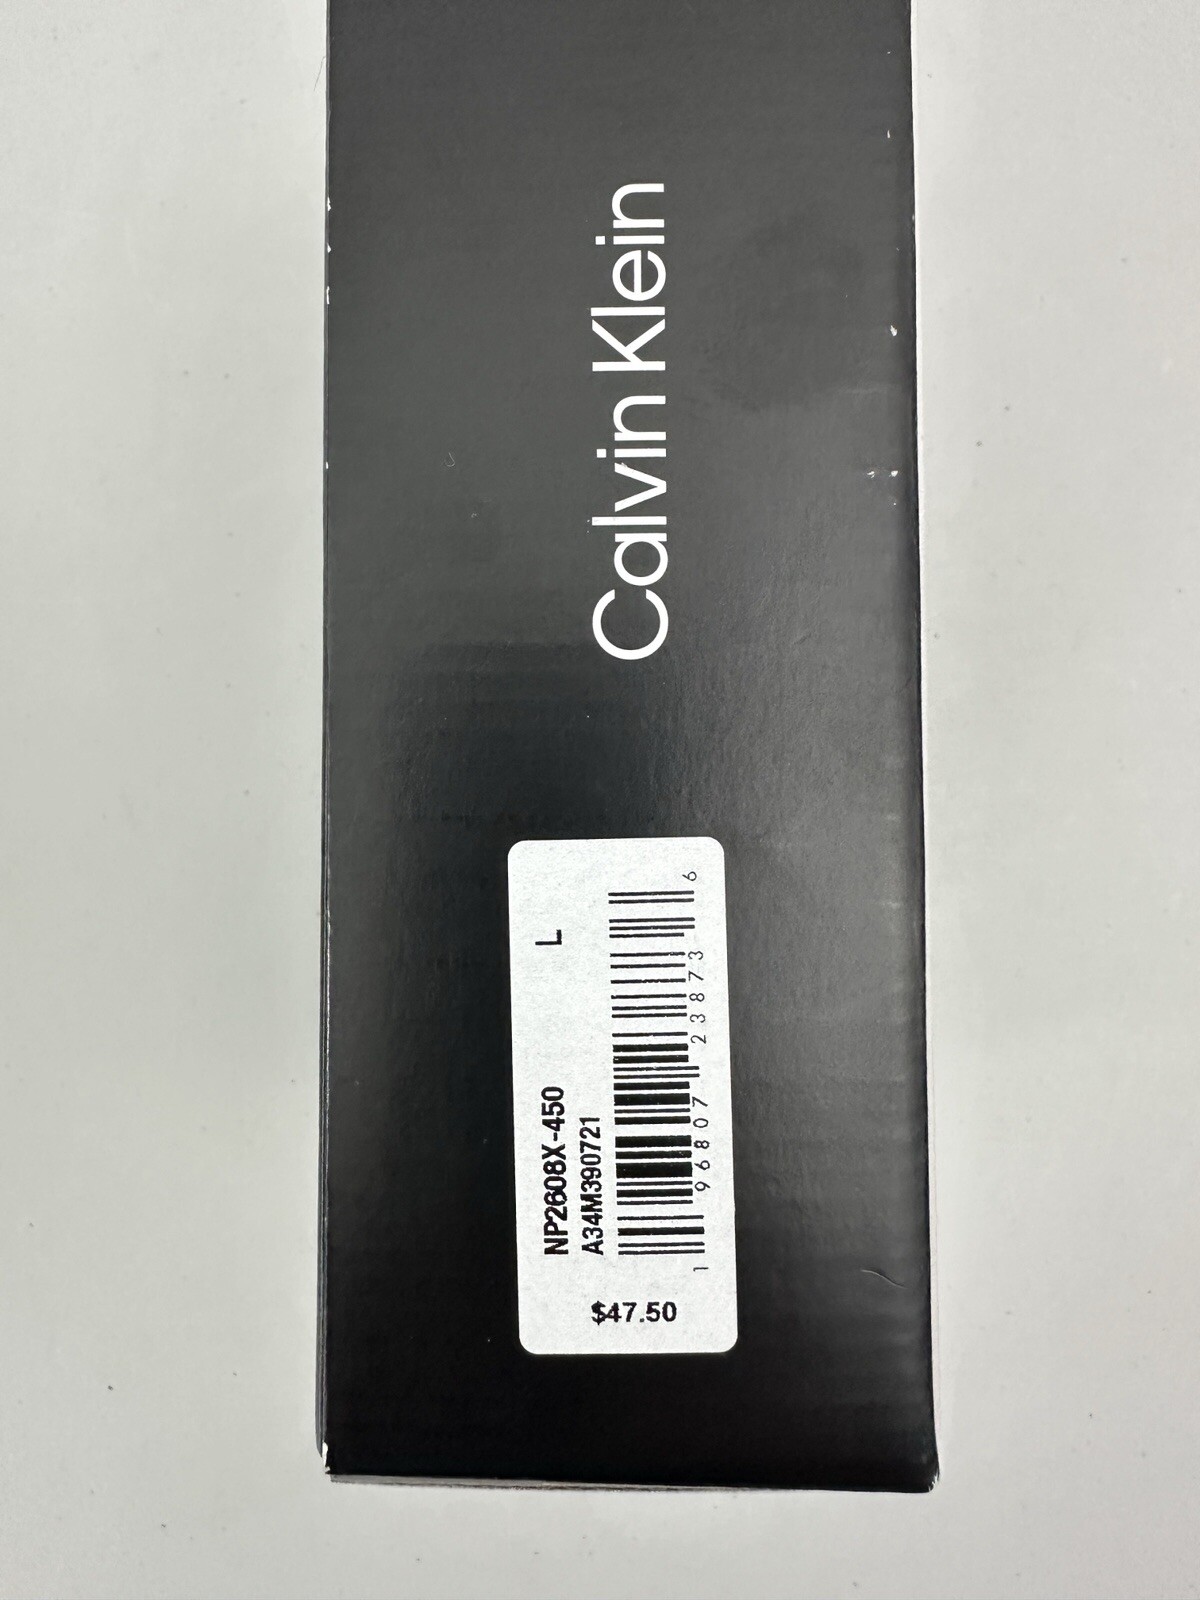 Calvin Klein
NP2608X-450 L
A34M390721
1 96807 23873 6
$47.50